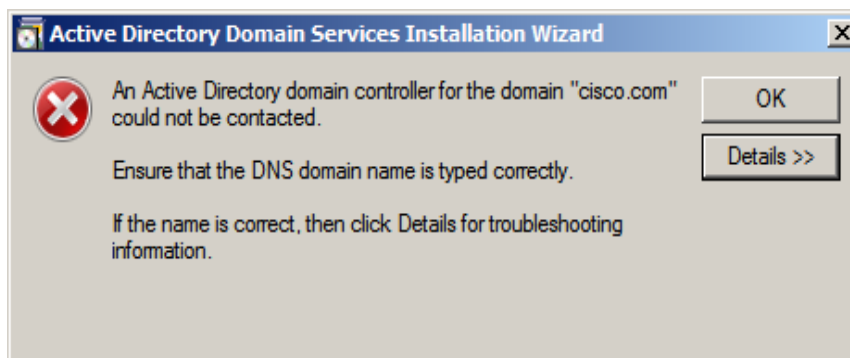 Active Directory Domain Services Installation Wizard
An Active Directory domain controller for the domain "cisco.com"
could not be contacted.
Ensure that the DNS domain name is typed correctly.
If the name is correct, then click Details for troubleshooting
information.
OK
Details >>